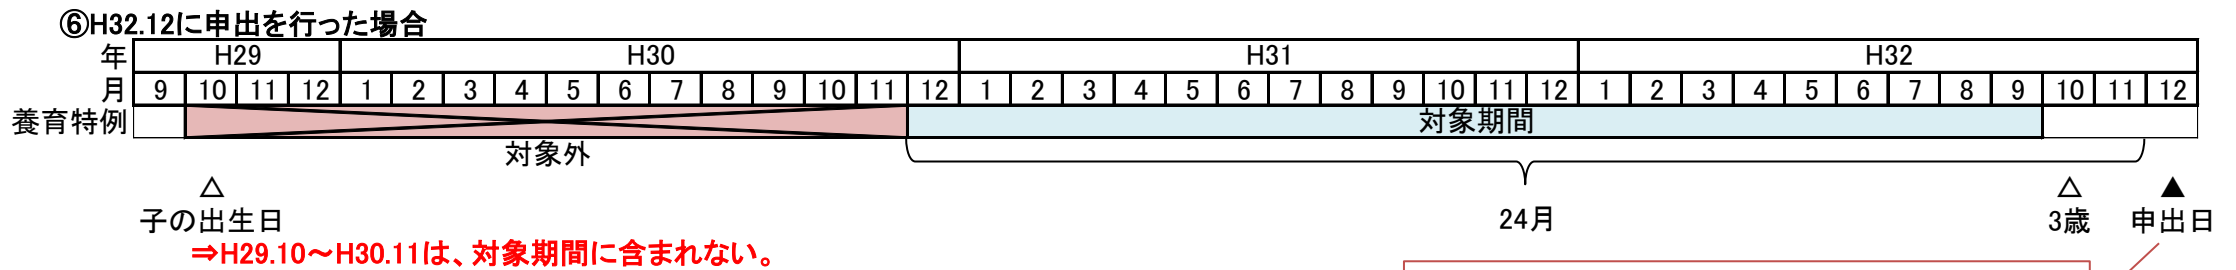 ⑥H32.12に申出を行った場合
年 H29 H30 H31 H32
月 9 10 11 12 1 2 3 4 5 6 7 8 9 10 11 12 1 2 3 4 5 6 7 8 9 10 11 12 1 2 3 4 5 6 7 8 9 10 11 12
養育特例 対象期間
対象外
△ △ ▲
子の出生日 24月 3歳 申出日
⇒H29.10～H30.11は、対象期間に含まれない。